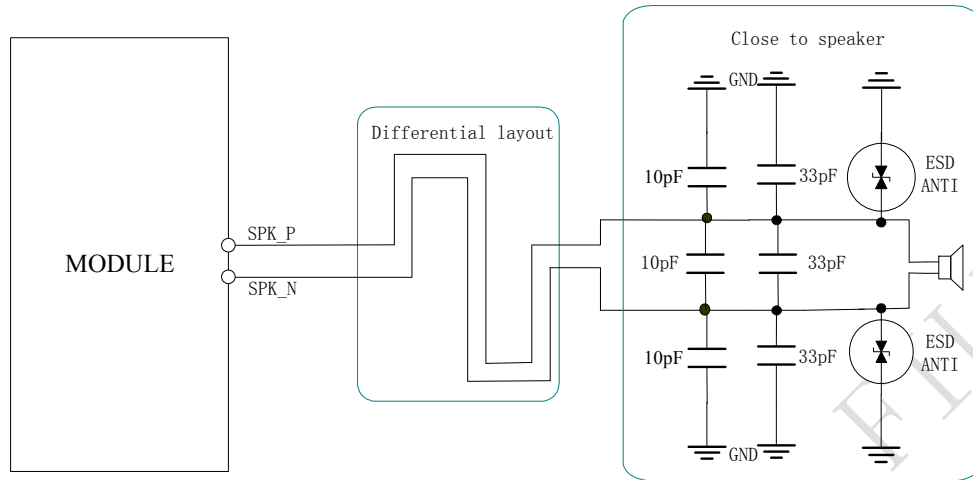 Close to speaker
GND
Differential layout
10pF
33pF
ESD
ANTI
SPK_P
MODULE
10pF
33pF
SPK_N
10pF
33pF
ESD
ANTI
GND